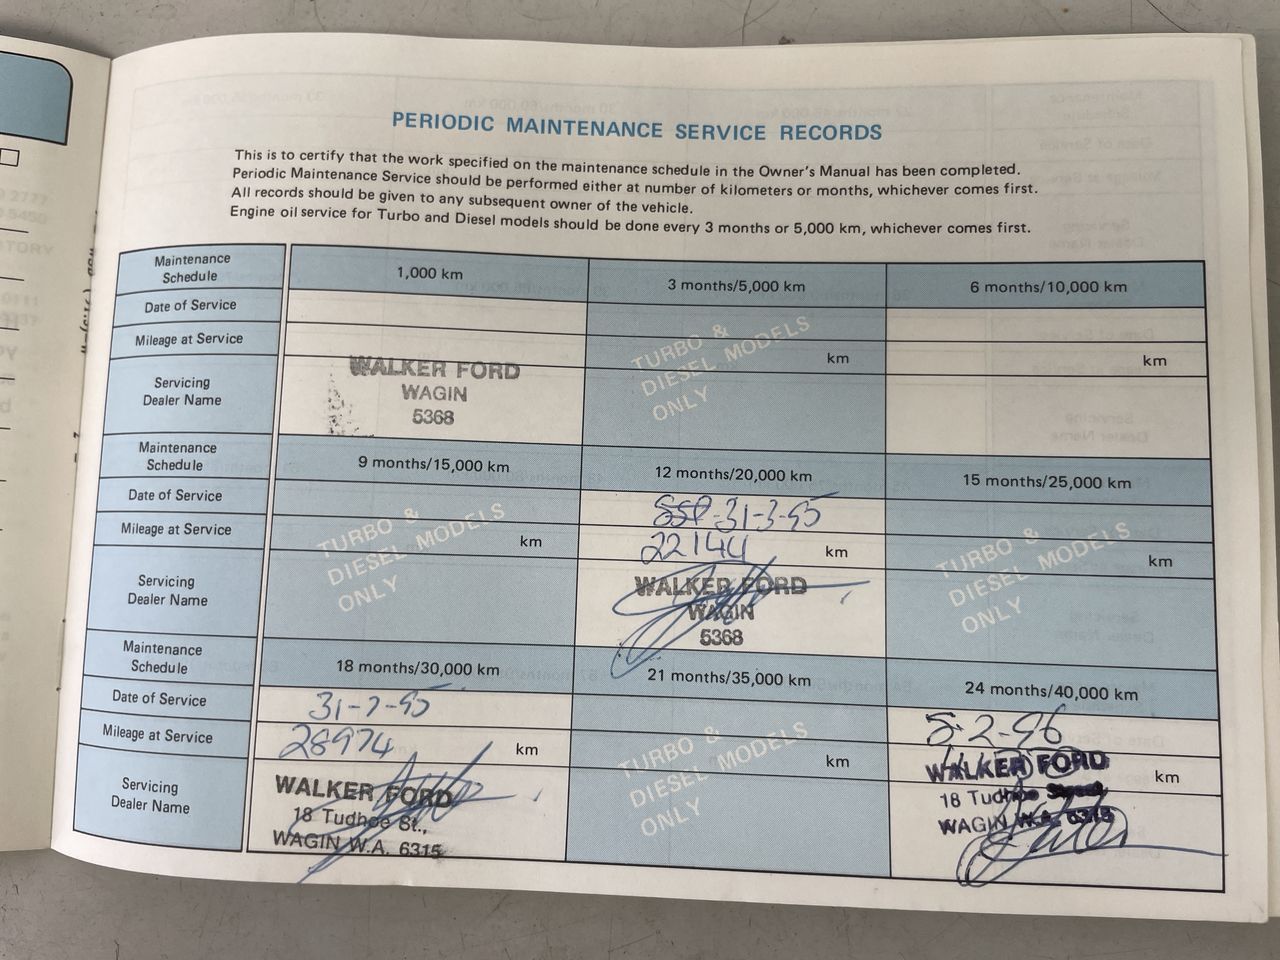 PERIODIC MAINTENANCE SERVICE RECORDS
This is to certify that the work specified on the maintenance schedule in the Owner's Manual has been completed.
Periodic Maintenance Service should be performed either at number of kilometers or months, whichever comes first.
All records should be given to any subsequent owner of the vehicle.
Engine oil service for Turbo and Diesel models should be done every 3 months or 5,000 km, whichever comes first.
Maintenance Schedule 1,000 km 3 months/5,000 km 6 months/10,000 km
Date of Service
Mileage at Service km km
Servicing Dealer Name
WALKER FORD
WAGIN
5368
TURBO &
DIESEL MODELS
ONLY
Maintenance Schedule 9 months/15,000 km 12 months/20,000 km 15 months/25,000 km
Date of Service 31-3-95
Mileage at Service km 22144 km km
Servicing Dealer Name
TURBO &
DIESEL MODELS
ONLY
WALKER FORD
WAGIN
5368
TURBO &
DIESEL MODELS
ONLY
Maintenance Schedule 18 months/30,000 km 21 months/35,000 km 24 months/40,000 km
Date of Service 31-7-95 5-2-96
Mileage at Service 28974 km km km
Servicing Dealer Name
WALKER FORD
18 Tudhoe St.,
WAGIN W.A. 6315
TURBO &
DIESEL MODELS
ONLY
WALKER FORD
18 Tudhoe Street,
WAGIN W.A. 6315